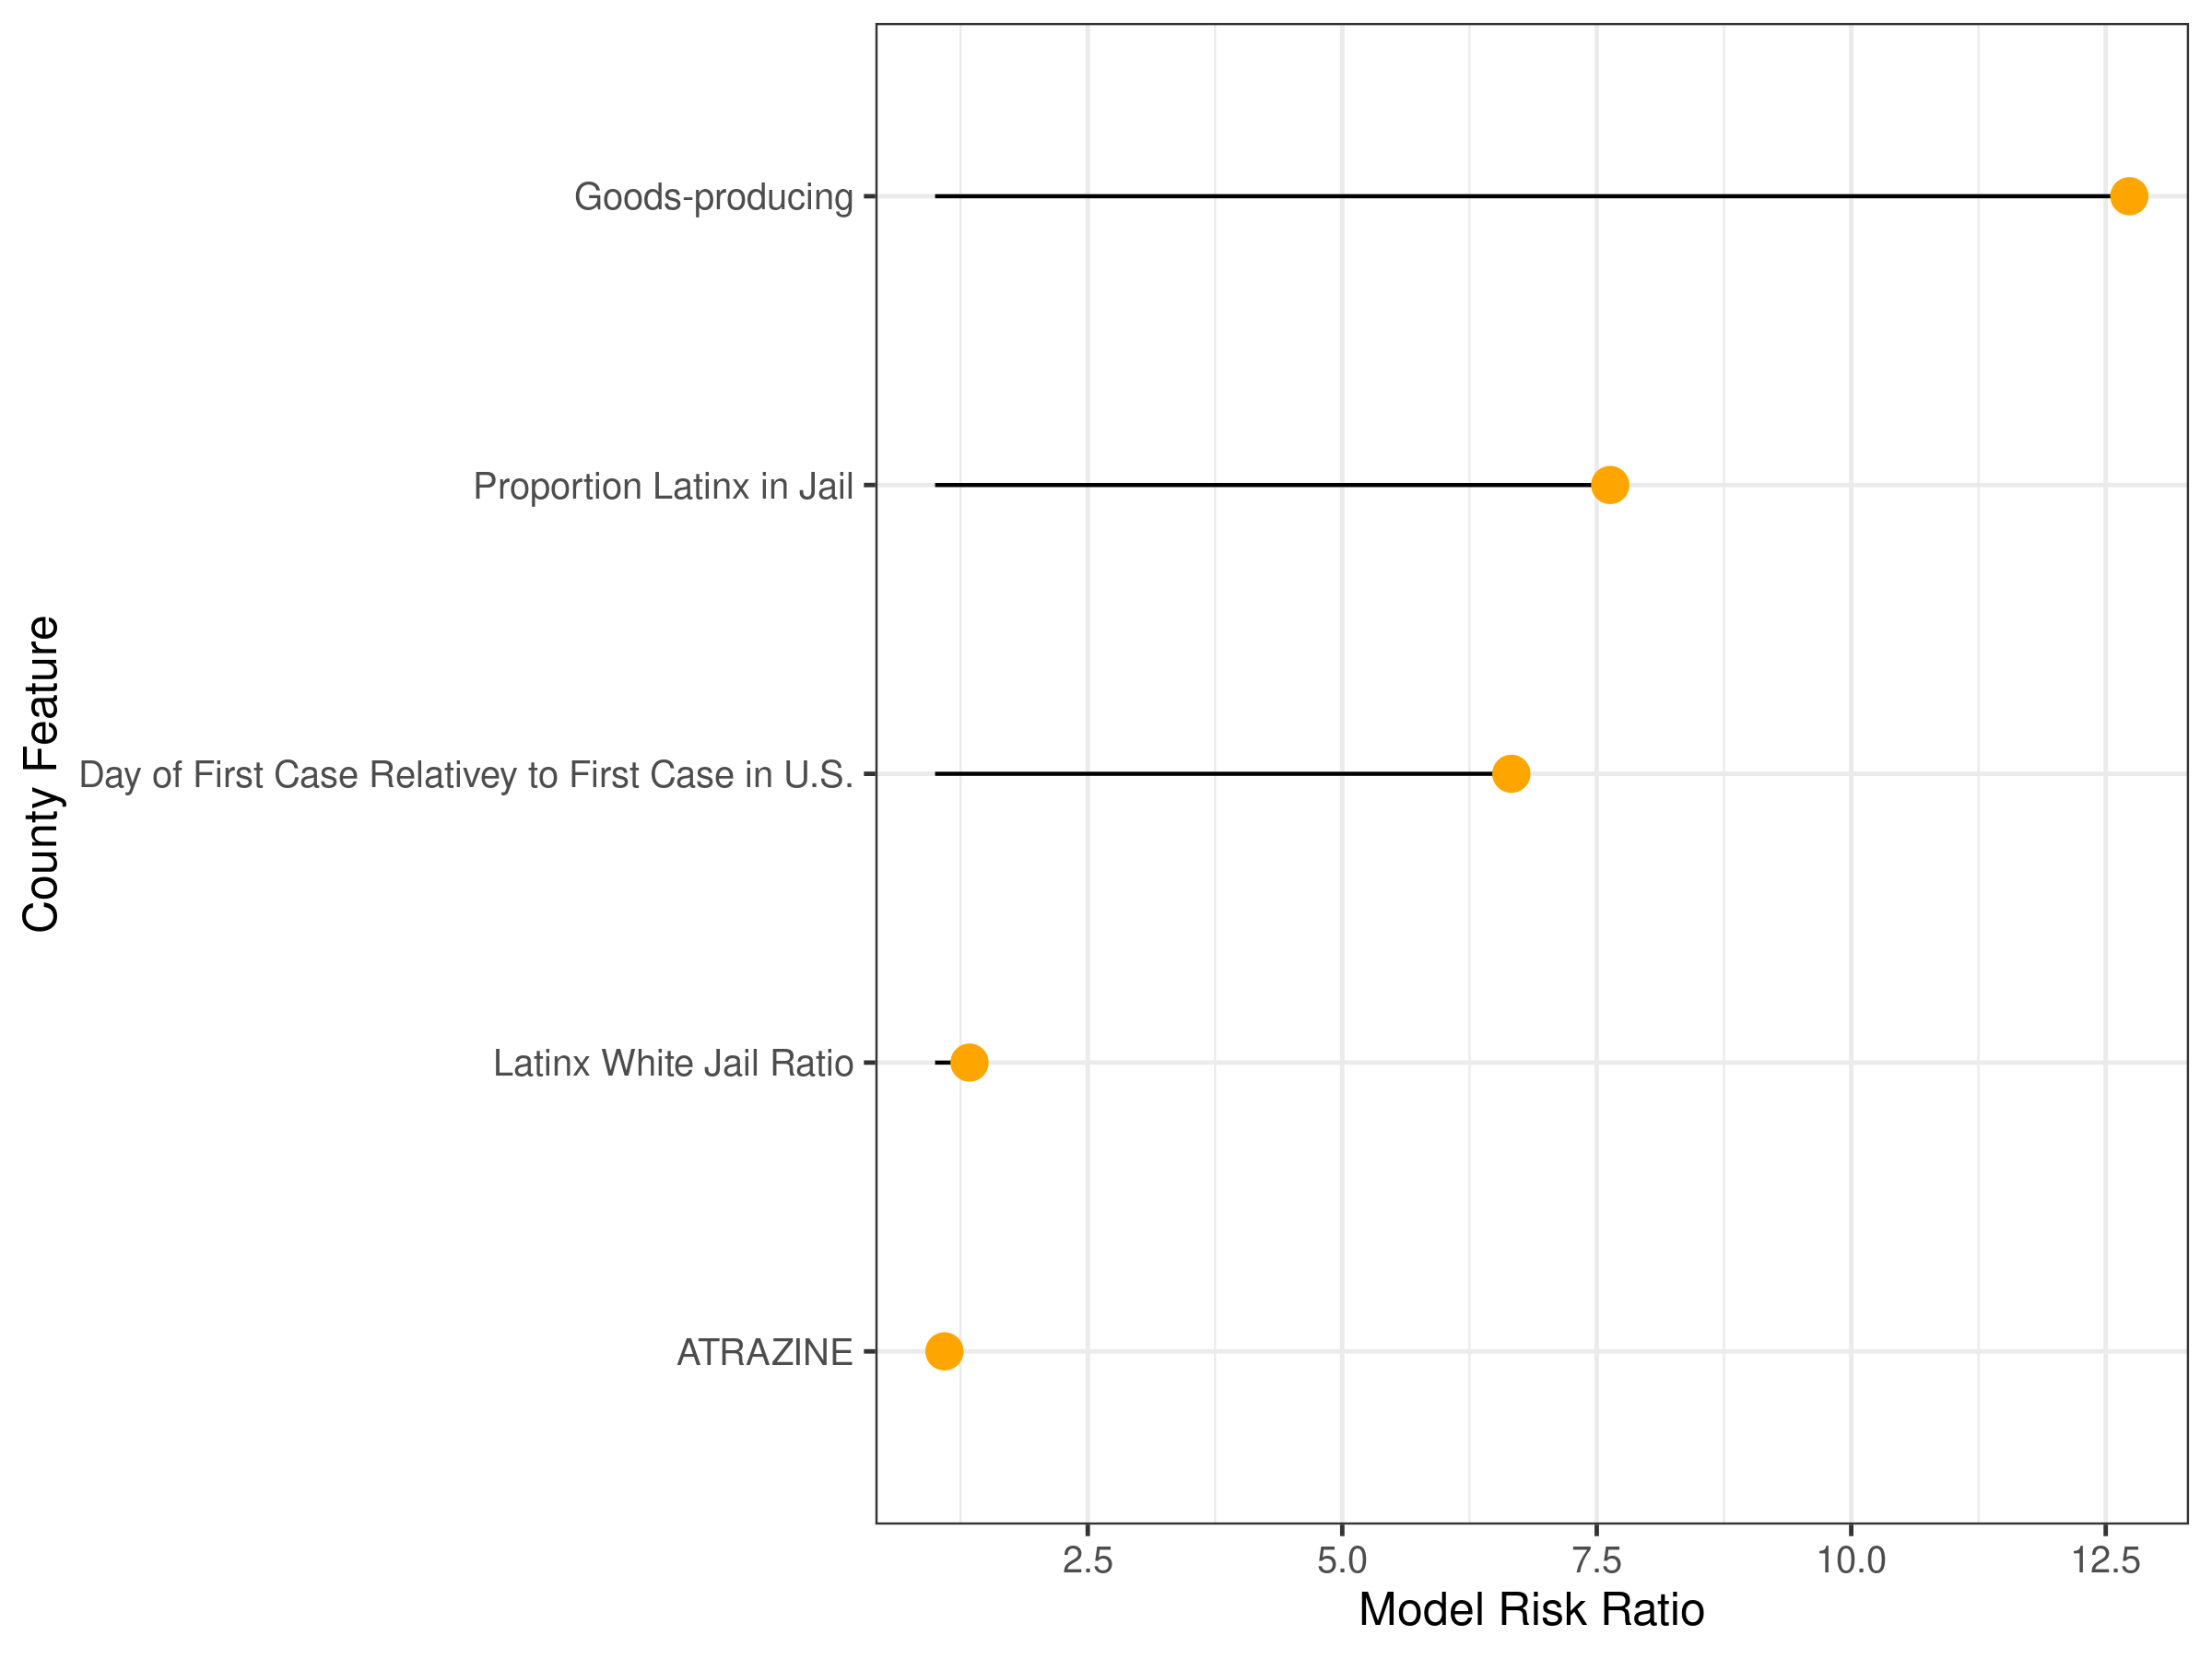 Goods-producing
Proportion Latinx in Jail
Day of First Case Relativey to First Case in U.S.
Latinx White Jail Ratio
ATRAZINE
County Feature
2.5 5.0 7.5 10.0 12.5
Model Risk Ratio